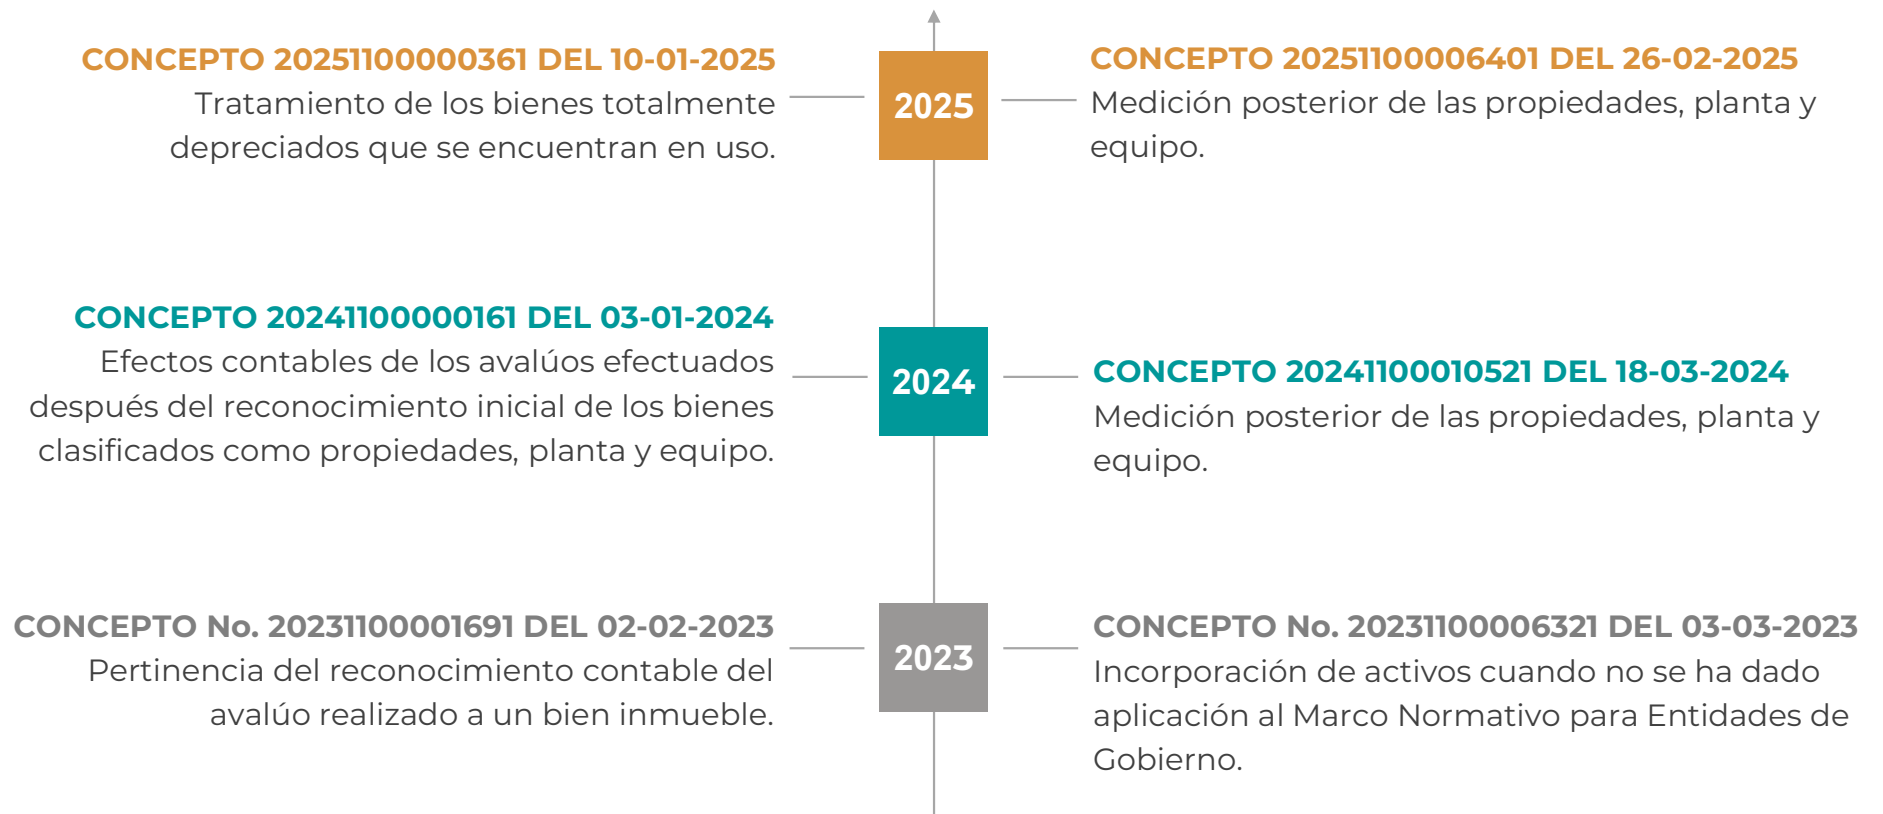 CONCEPTO 20251100000361 DEL 10-01-2025
Tratamiento de los bienes totalmente
depreciados que se encuentran en uso.
2025
CONCEPTO 20251100006401 DEL 26-02-2025
Medición posterior de las propiedades, planta y
equipo.
CONCEPTO 20241100000161 DEL 03-01-2024
Efectos contables de los avalúos efectuados
después del reconocimiento inicial de los bienes
clasificados como propiedades, planta y equipo.
2024
CONCEPTO 20241100010521 DEL 18-03-2024
Medición posterior de las propiedades, planta y
equipo.
CONCEPTO No. 20231100001691 DEL 02-02-2023
Pertinencia del reconocimiento contable del
avalúo realizado a un bien inmueble.
2023
CONCEPTO No. 20231100006321 DEL 03-03-2023
Incorporación de activos cuando no se ha dado
aplicación al Marco Normativo para Entidades de
Gobierno.